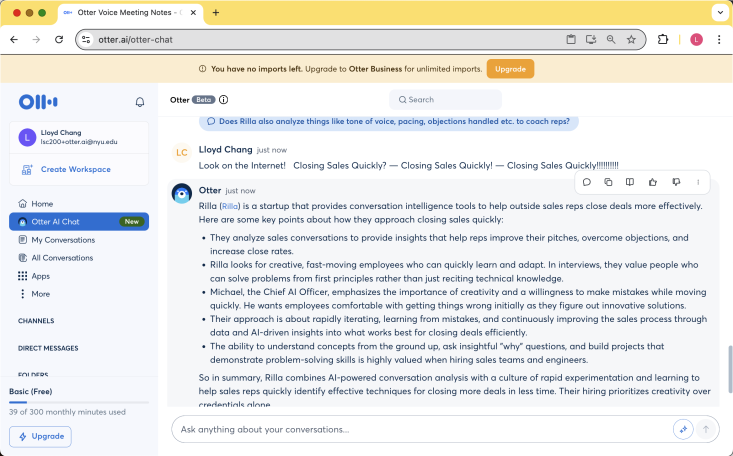 Otter Voice Meeting Notes -
otter.ai/otter-chat
L
You have no imports left. Upgrade to Otter Business for unlimited imports.
Upgrade
Otter Beta
Search
L
Lloyd Chang
lsc200+otter.ai@nyu.edu
Create Workspace
Home
Otter AI Chat New
My Conversations
All Conversations
Apps
More
CHANNELS
DIRECT MESSAGES
FOLDERS
Basic (Free)
39 of 300 monthly minutes used
Upgrade
Does Rilla also analyze things like tone of voice, pacing, objections handled etc. to coach reps?
LC
Lloyd Chang just now
Look on the Internet! Closing Sales Quickly? — Closing Sales Quickly! — Closing Sales Quickly!!!!!!!!!!!
Otter just now
Rilla (Rilla) is a startup that provides conversation intelligence tools to help outside sales reps close deals more effectively.
Here are some key points about how they approach closing sales quickly:
• They analyze sales conversations to provide insights that help reps improve their pitches, overcome objections, and
increase close rates.
• Rilla looks for creative, fast-moving employees who can quickly learn and adapt. In interviews, they value people who
can solve problems from first principles rather than just reciting technical knowledge.
• Michael, the Chief AI Officer, emphasizes the importance of creativity and a willingness to make mistakes while moving
quickly. He wants employees comfortable with getting things wrong initially as they figure out innovative solutions.
• Their approach is about rapidly iterating, learning from mistakes, and continuously improving the sales process through
data and AI-driven insights into what works best for closing deals efficiently.
• The ability to understand concepts from the ground up, ask insightful "why" questions, and build projects that
demonstrate problem-solving skills is highly valued when hiring sales teams and engineers.
So in summary, Rilla combines AI-powered conversation analysis with a culture of rapid experimentation and learning to
help sales reps quickly identify effective techniques for closing more deals in less time. Their hiring prioritizes creativity over
credentials alone.
Ask anything about your conversations...